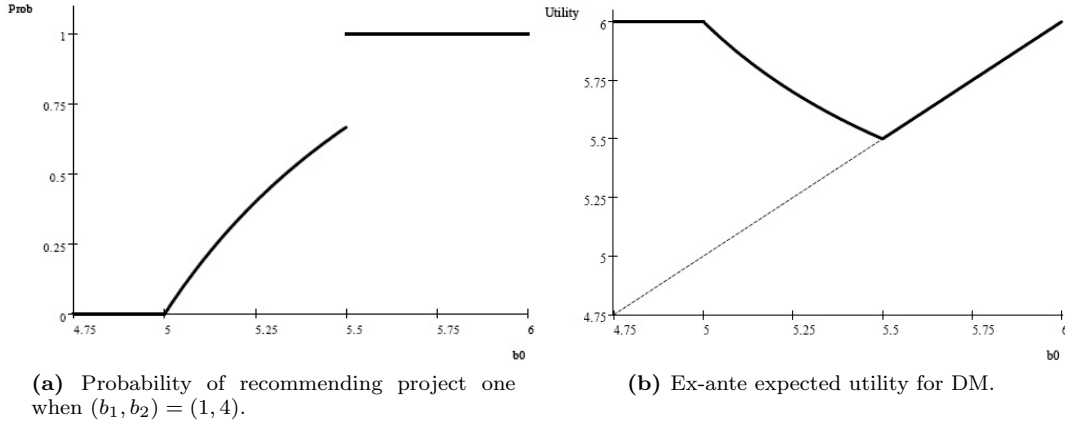 Prob
1
0.75
0.5
0.25
0
4.75 5 5.25 5.5 5.75 6
b0
(a) Probability of recommending project one
when (b₁, b₂) = (1, 4).
Utility
6
5.75
5.5
5.25
5
4.75
4.75 5 5.25 5.5 5.75 6
b0
(b) Ex-ante expected utility for DM.